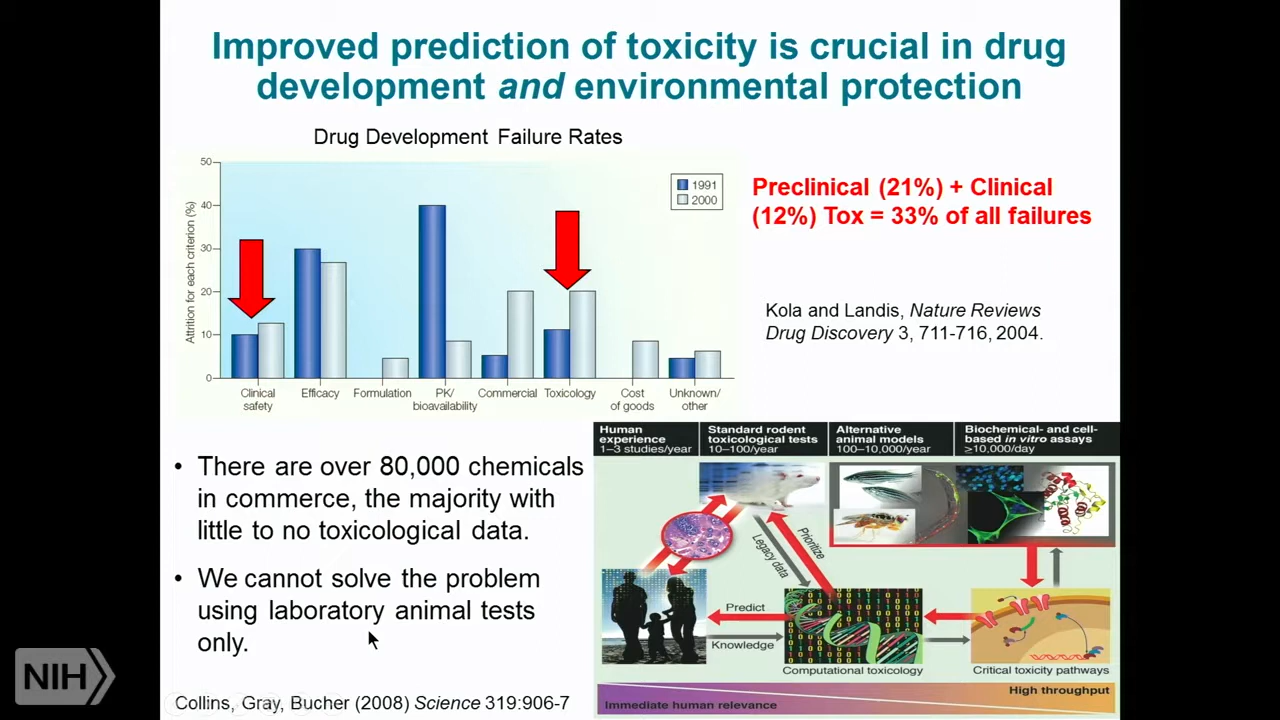 Improved prediction of toxicity is crucial in drug
development and environmental protection
Drug Development Failure Rates
Attrition for each criterion (%)
50
40
30
20
10
0
1991
2000
Clinical
safety
Efficacy
Formulation
PK/
bioavailability
Commercial
Toxicology
Cost
of goods
Unknown/
other
Preclinical (21%) + Clinical
(12%) Tox = 33% of all failures
Kola and Landis, Nature Reviews
Drug Discovery 3, 711-716, 2004.
• There are over 80,000 chemicals
in commerce, the majority with
little to no toxicological data.
• We cannot solve the problem
using laboratory animal tests
only.
Human
experience
1–3 studies/year
Standard rodent
toxicological tests
10–100/year
Alternative
animal models
100–10,000/year
Biochemical- and cell-
based in vitro assays
≥10,000/day
Legacy data
Prioritize
Predict
Knowledge
Computational toxicology
Critical toxicity pathways
High throughput
Immediate human relevance
NIH
Collins, Gray, Bucher (2008) Science 319:906-7